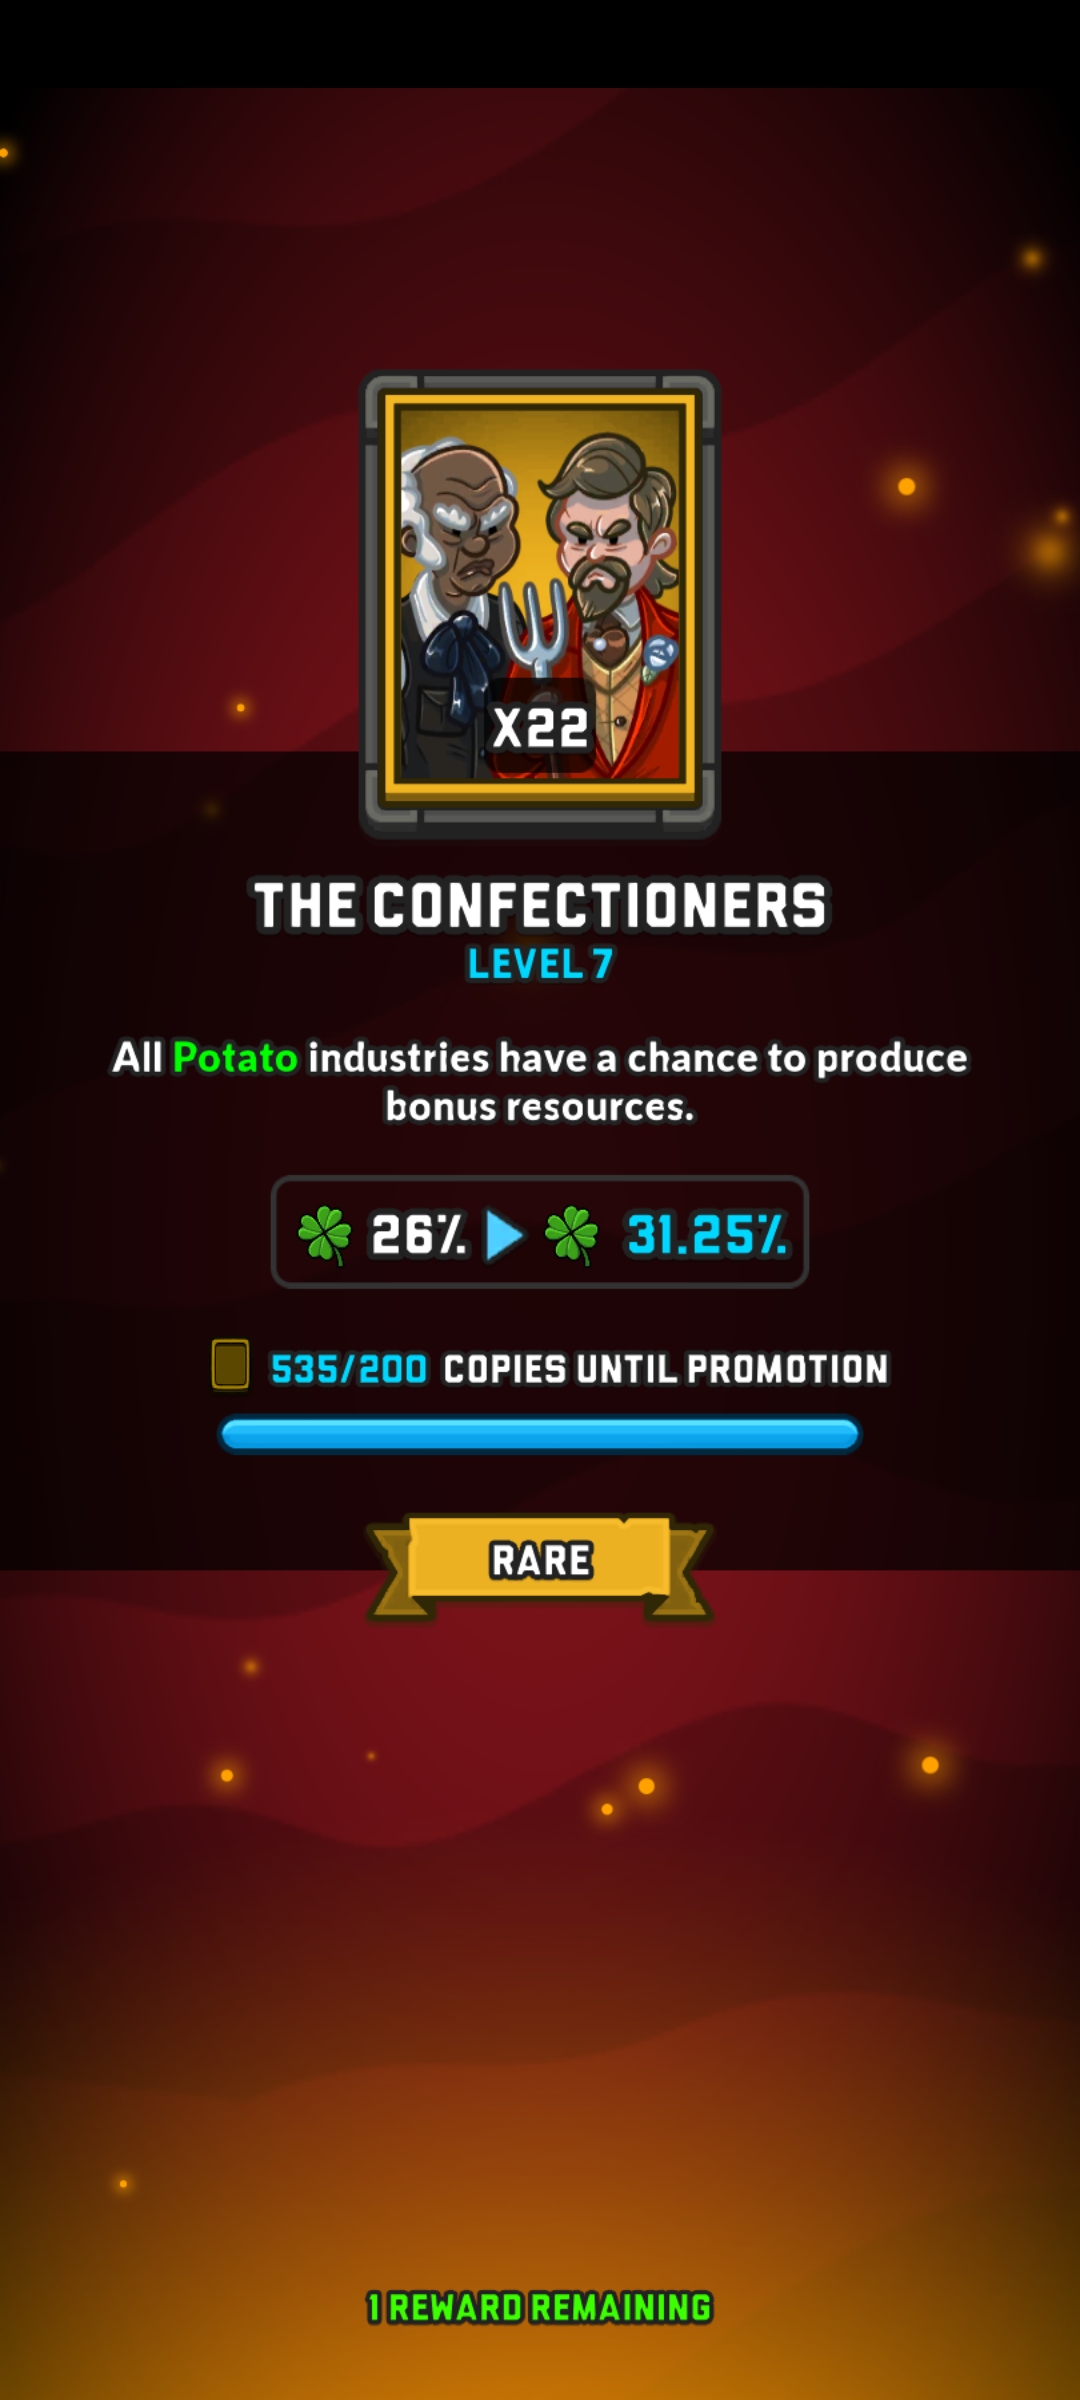 X22
THE CONFECTIONERS
LEVEL 7
All Potato industries have a chance to produce
bonus resources.
26% 31.25%
535/200 COPIES UNTIL PROMOTION
RARE
1 REWARD REMAINING